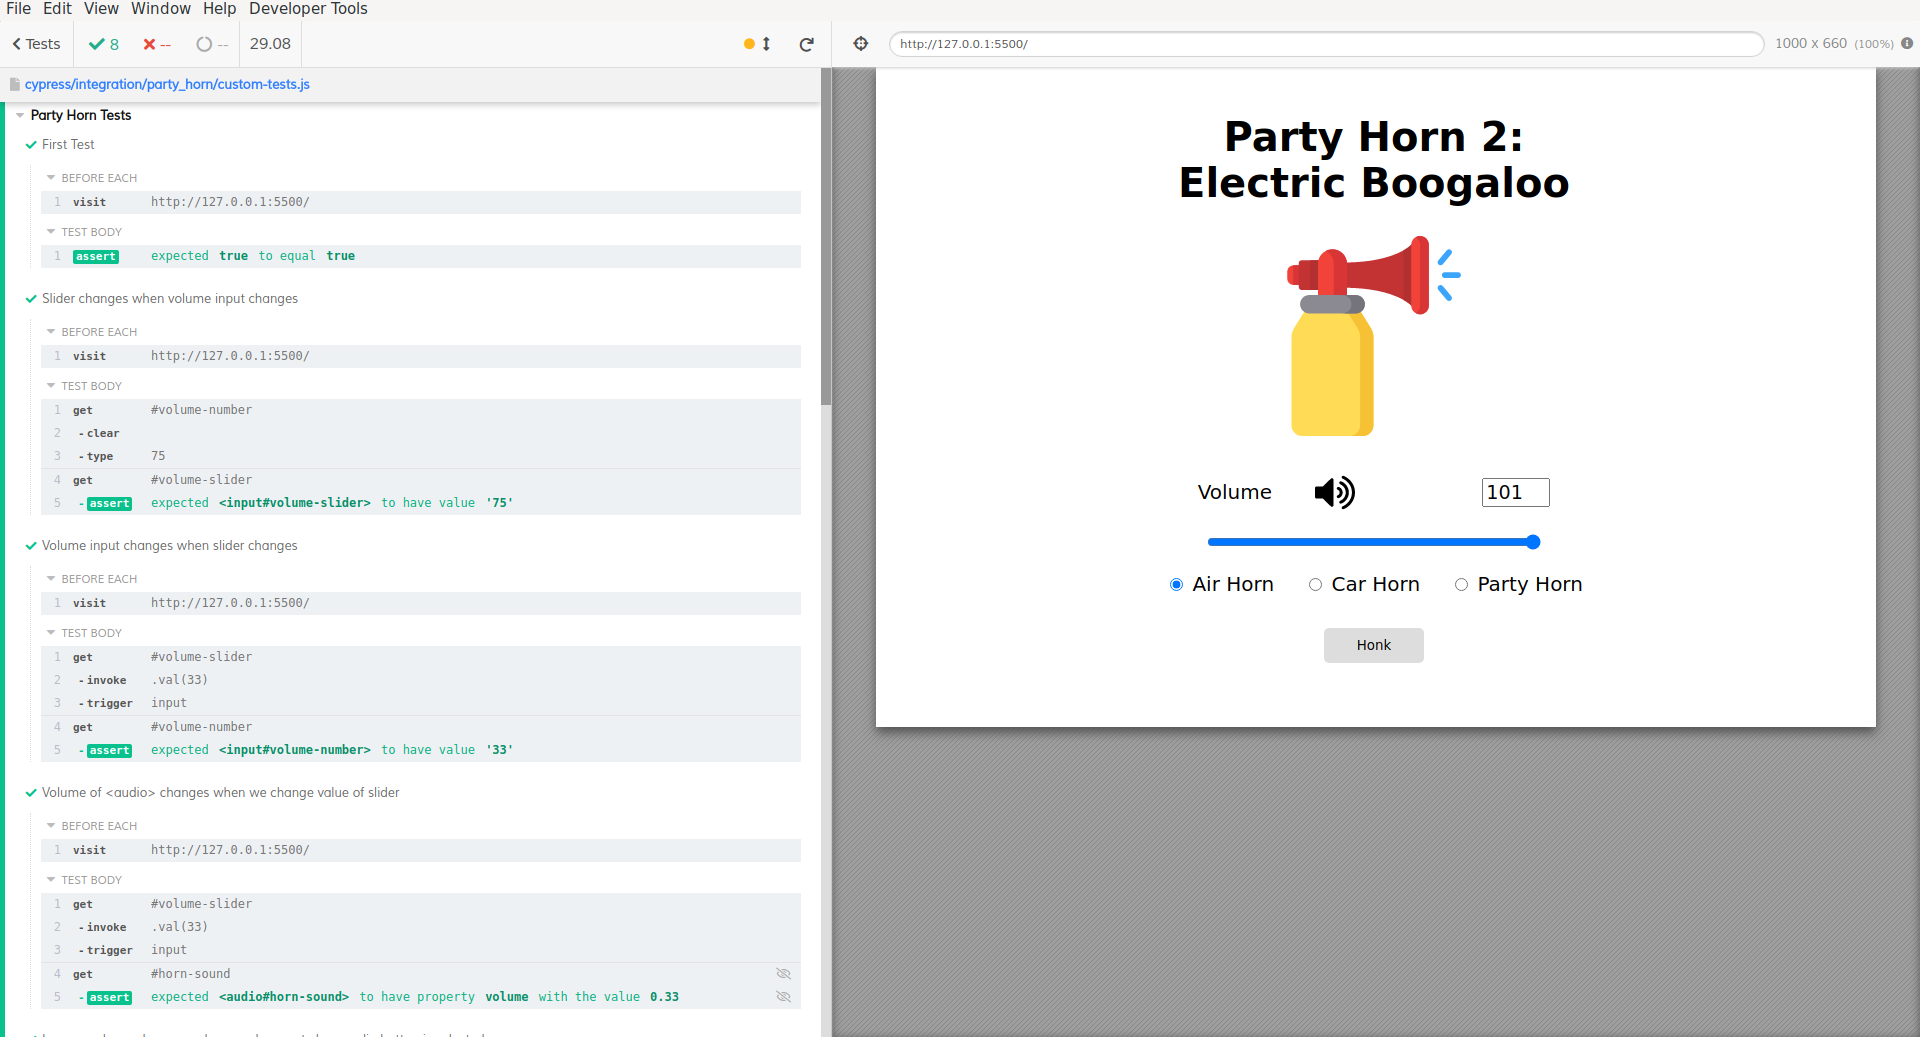 File Edit View Window Help Developer Tools
Tests 8 -- -- 29.08
http://127.0.0.1:5500/ 1000 x 660 (100%)
cypress/integration/party_horn/custom-tests.js
Party Horn Tests
First Test
BEFORE EACH
1 visit http://127.0.0.1:5500/
TEST BODY
1 assert expected true to equal true
Slider changes when volume input changes
BEFORE EACH
1 visit http://127.0.0.1:5500/
TEST BODY
1 get #volume-number
2 -clear
3 -type 75
4 get #volume-slider
5 -assert expected <input#volume-slider> to have value '75'
Volume input changes when slider changes
BEFORE EACH
1 visit http://127.0.0.1:5500/
TEST BODY
1 get #volume-slider
2 -invoke .val(33)
3 -trigger input
4 get #volume-number
5 -assert expected <input#volume-number> to have value '33'
Volume of <audio> changes when we change value of slider
BEFORE EACH
1 visit http://127.0.0.1:5500/
TEST BODY
1 get #volume-slider
2 -invoke .val(33)
3 -trigger input
4 get #horn-sound
5 -assert expected <audio#horn-sound> to have property volume with the value 0.33
Party Horn 2:
Electric Boogaloo
Volume 101
Air Horn Car Horn Party Horn
Honk